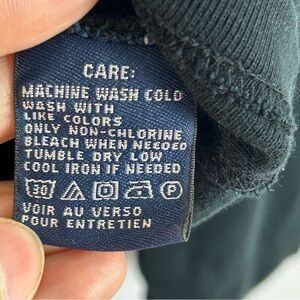 CARE:
MACHINE WASH COLD
WASH WITH
LIKE COLORS
ONLY NON-CHLORINE
BLEACH WHEN NEEDED
TUMBLE DRY LOW
COOL IRON IF NEEDED
30 P
VOIR AU VERSO
POUR ENTRETIEN